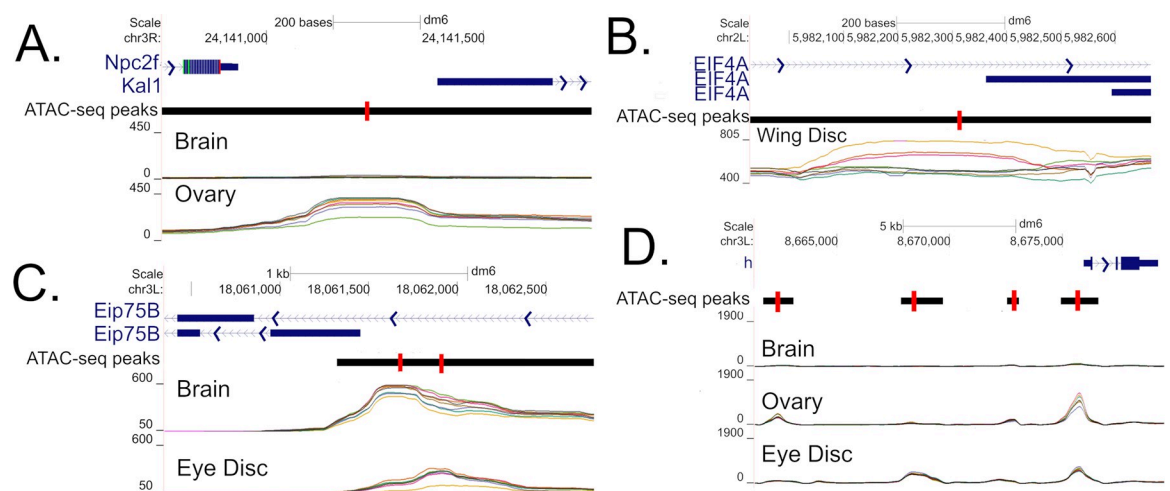 A.
Scale
200 bases
dm6
chr3R:
24,141,000
24,141,500
Npc2f
Kal1
ATAC-seq peaks
450
Brain
0
450
Ovary
0
B.
Scale
200 bases
dm6
chr2L:
5,982,100
5,982,200
5,982,300
5,982,400
5,982,500
5,982,600
EIF4A
EIF4A
EIF4A
ATAC-seq peaks
805
Wing Disc
400
C.
Scale
1 kb
dm6
chr3L:
18,061,000
18,061,500
18,062,000
18,062,500
Eip75B
Eip75B
ATAC-seq peaks
600
Brain
50
600
Eye Disc
50
D.
Scale
5 kb
dm6
chr3L:
8,665,000
8,670,000
8,675,000
h
ATAC-seq peaks
1900
Brain
0
1900
Ovary
0
1900
Eye Disc
0